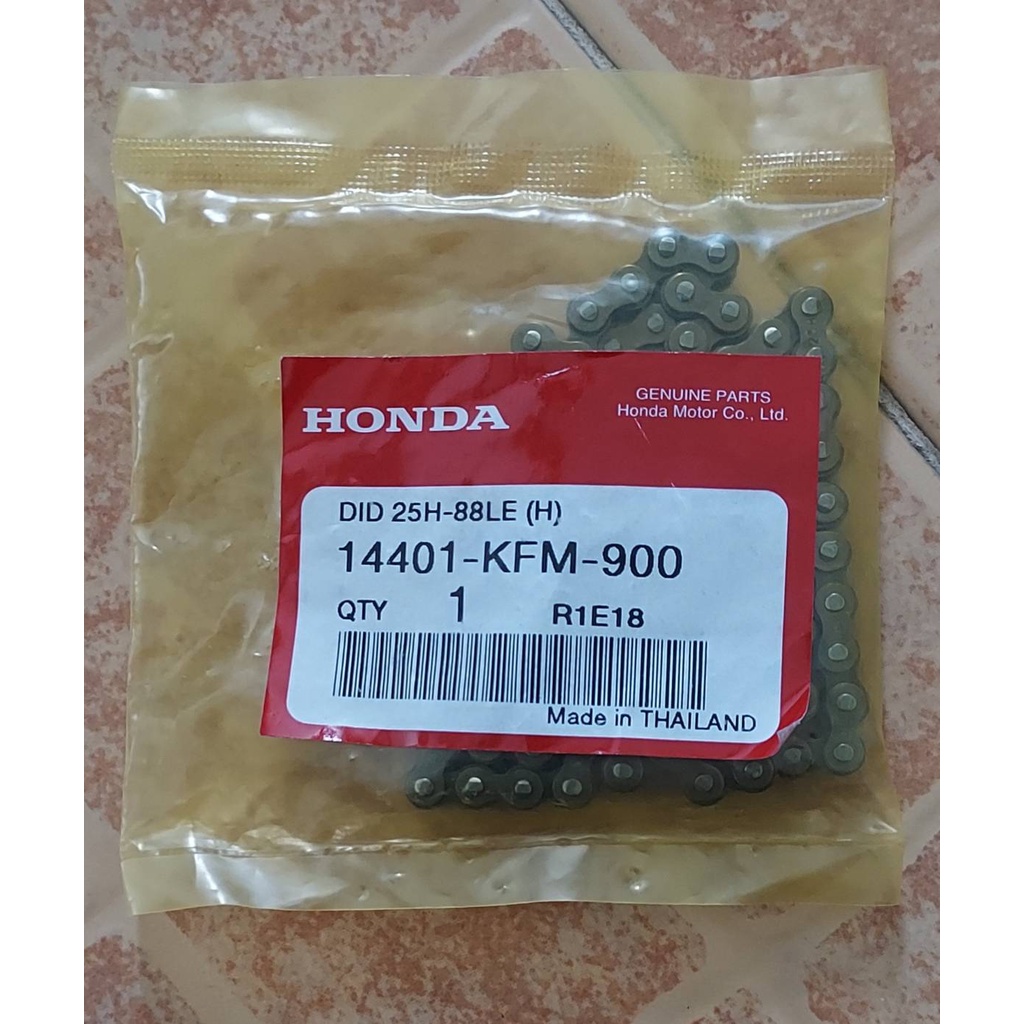 HONDA
GENUINE PARTS
Honda Motor Co., Ltd.
DID 25H-88LE (H)
14401-KFM-900
QTY 1 R1E18
Made in THAILAND